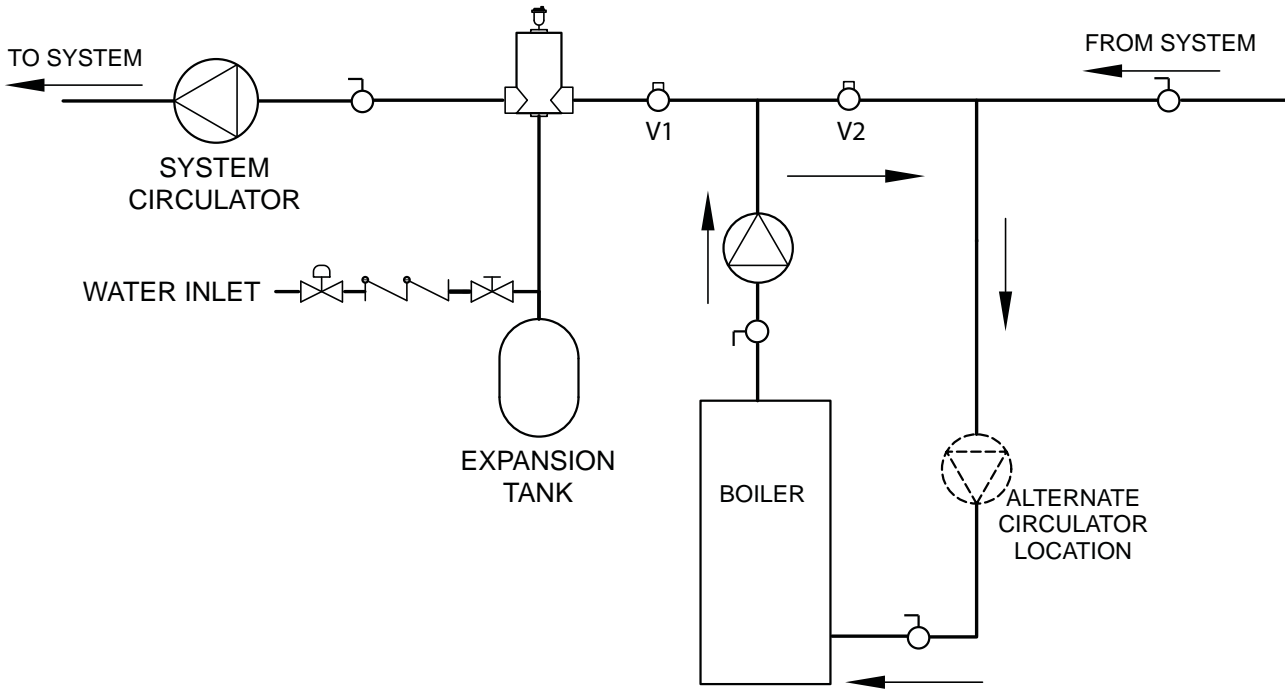 TO SYSTEM
FROM SYSTEM
V1
V2
SYSTEM
CIRCULATOR
WATER INLET
EXPANSION
TANK
BOILER
ALTERNATE
CIRCULATOR
LOCATION